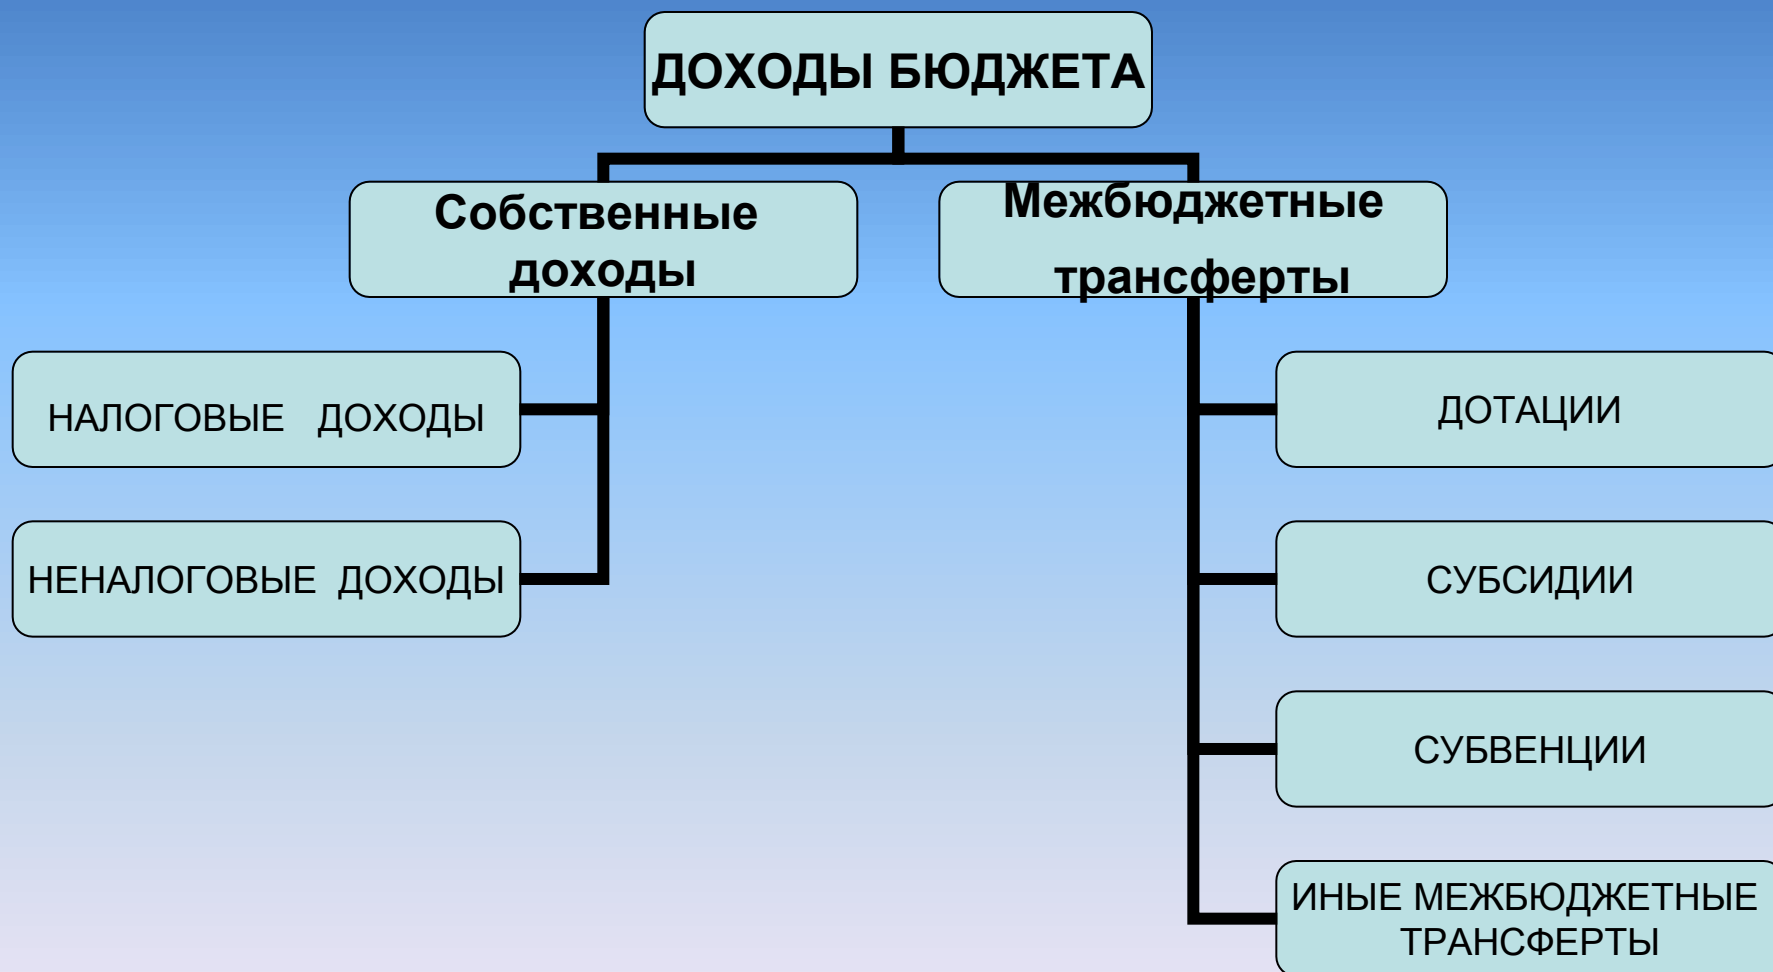 ДОХОДЫ БЮДЖЕТА
Собственные
доходы
Межбюджетные
трансферты
НАЛОГОВЫЕ ДОХОДЫ
НЕНАЛОГОВЫЕ ДОХОДЫ
ДОТАЦИИ
СУБСИДИИ
СУБВЕНЦИИ
ИНЫЕ МЕЖБЮДЖЕТНЫЕ
ТРАНСФЕРТЫ